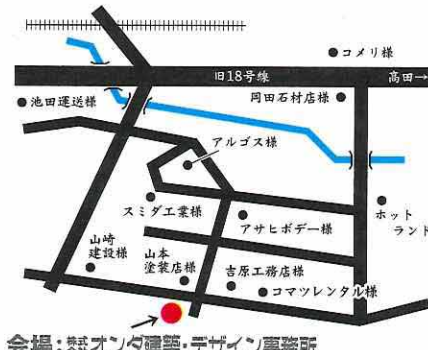 コメリ様
旧18号線
高田→
池田運送様
岡田石材店様
アルゴス様
スミダ工業様
アサヒボデー様
ホット
ランド
山崎
建設様
山本
塗装店様
吉原工務店様
コマツレンタル様
会場:株式オンダ建築・デザイン事務所